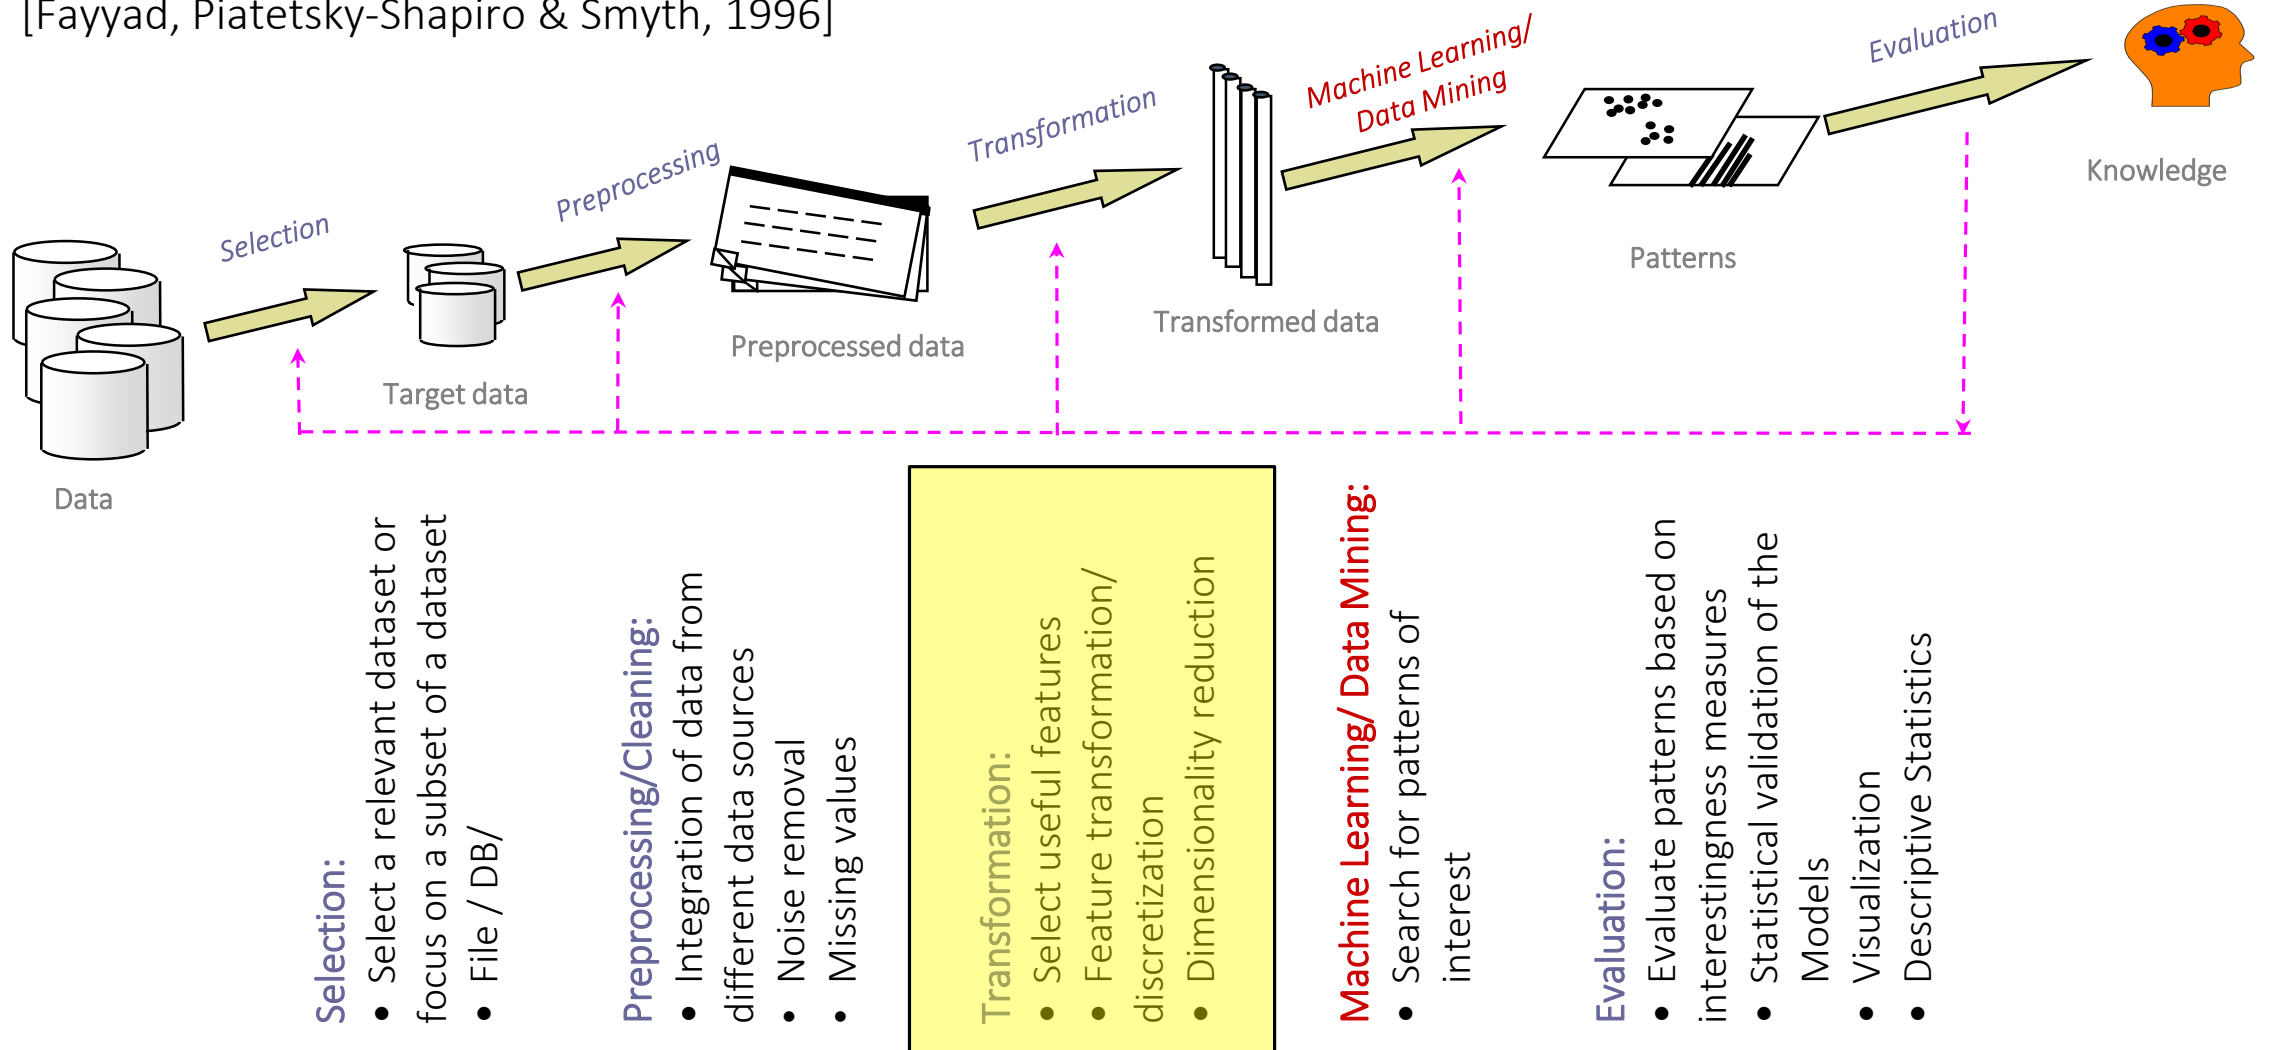 [Fayyad, Piatetsky-Shapiro & Smyth, 1996]
Selection
Preprocessing
Transformation
Machine Learning/
Data Mining
Evaluation
Data
Target data
Preprocessed data
Transformed data
Patterns
Knowledge
Selection:
• Select a relevant dataset or
focus on a subset of a dataset
• File / DB/
Preprocessing/Cleaning:
• Integration of data from
different data sources
• Noise removal
• Missing values
Transformation:
• Select useful features
• Feature transformation/
discretization
• Dimensionality reduction
Machine Learning/ Data Mining:
• Search for patterns of
interest
Evaluation:
• Evaluate patterns based on
interestingness measures
• Statistical validation of the
Models
• Visualization
• Descriptive Statistics